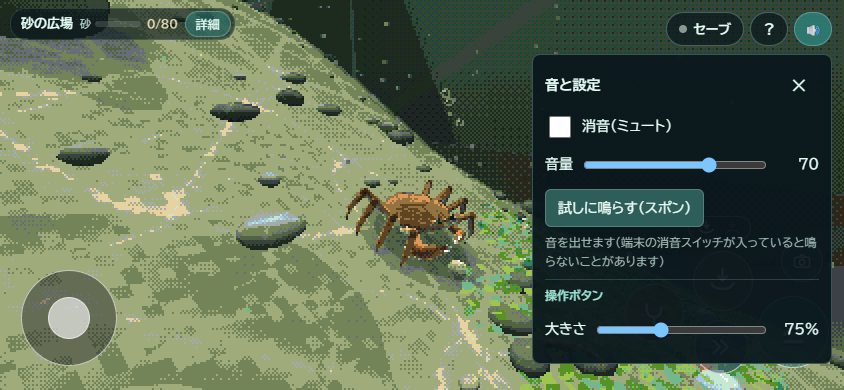 砂の広場 砂 0/80 詳細
セーブ ?
音と設定 ×
消音(ミュート)
音量 70
試しに鳴らす(スポン)
音を出せます(端末の消音スイッチが入っていると鳴
らないことがあります)
操作ボタン
大きさ 75%